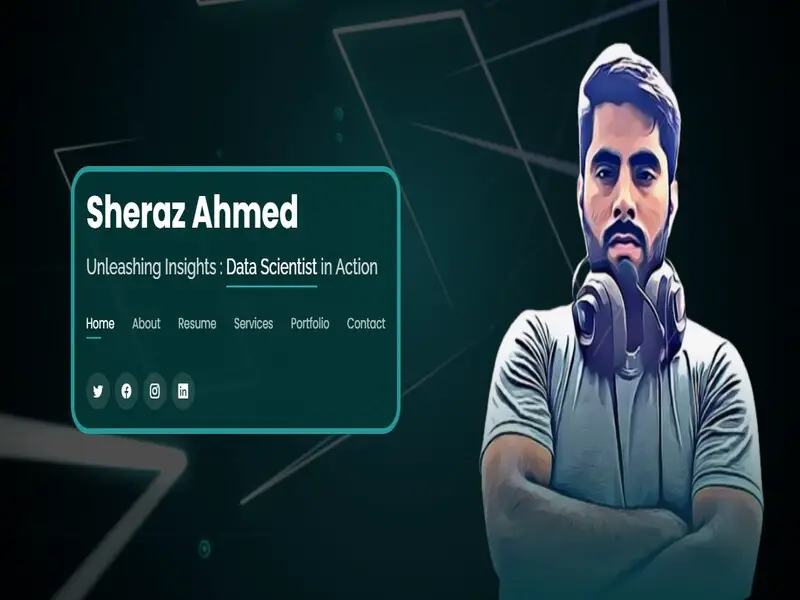 Sheraz Ahmed
Unleashing Insights : Data Scientist in Action
Home About Resume Services Portfolio Contact